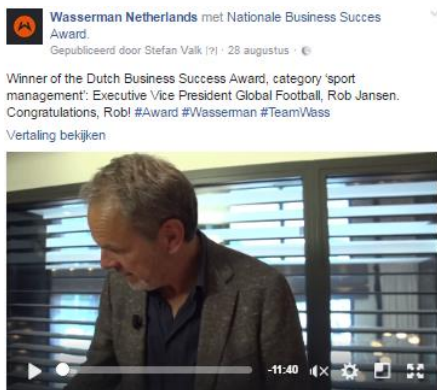 Wasserman Netherlands met Nationale Business Succes
Award.
Gepubliceerd door Stefan Valk [?] · 28 augustus ·
Winner of the Dutch Business Success Award, category 'sport
management': Executive Vice President Global Football, Rob Jansen.
Congratulations, Rob! #Award #Wasserman #TeamWass
Vertaling bekijken
-11:40